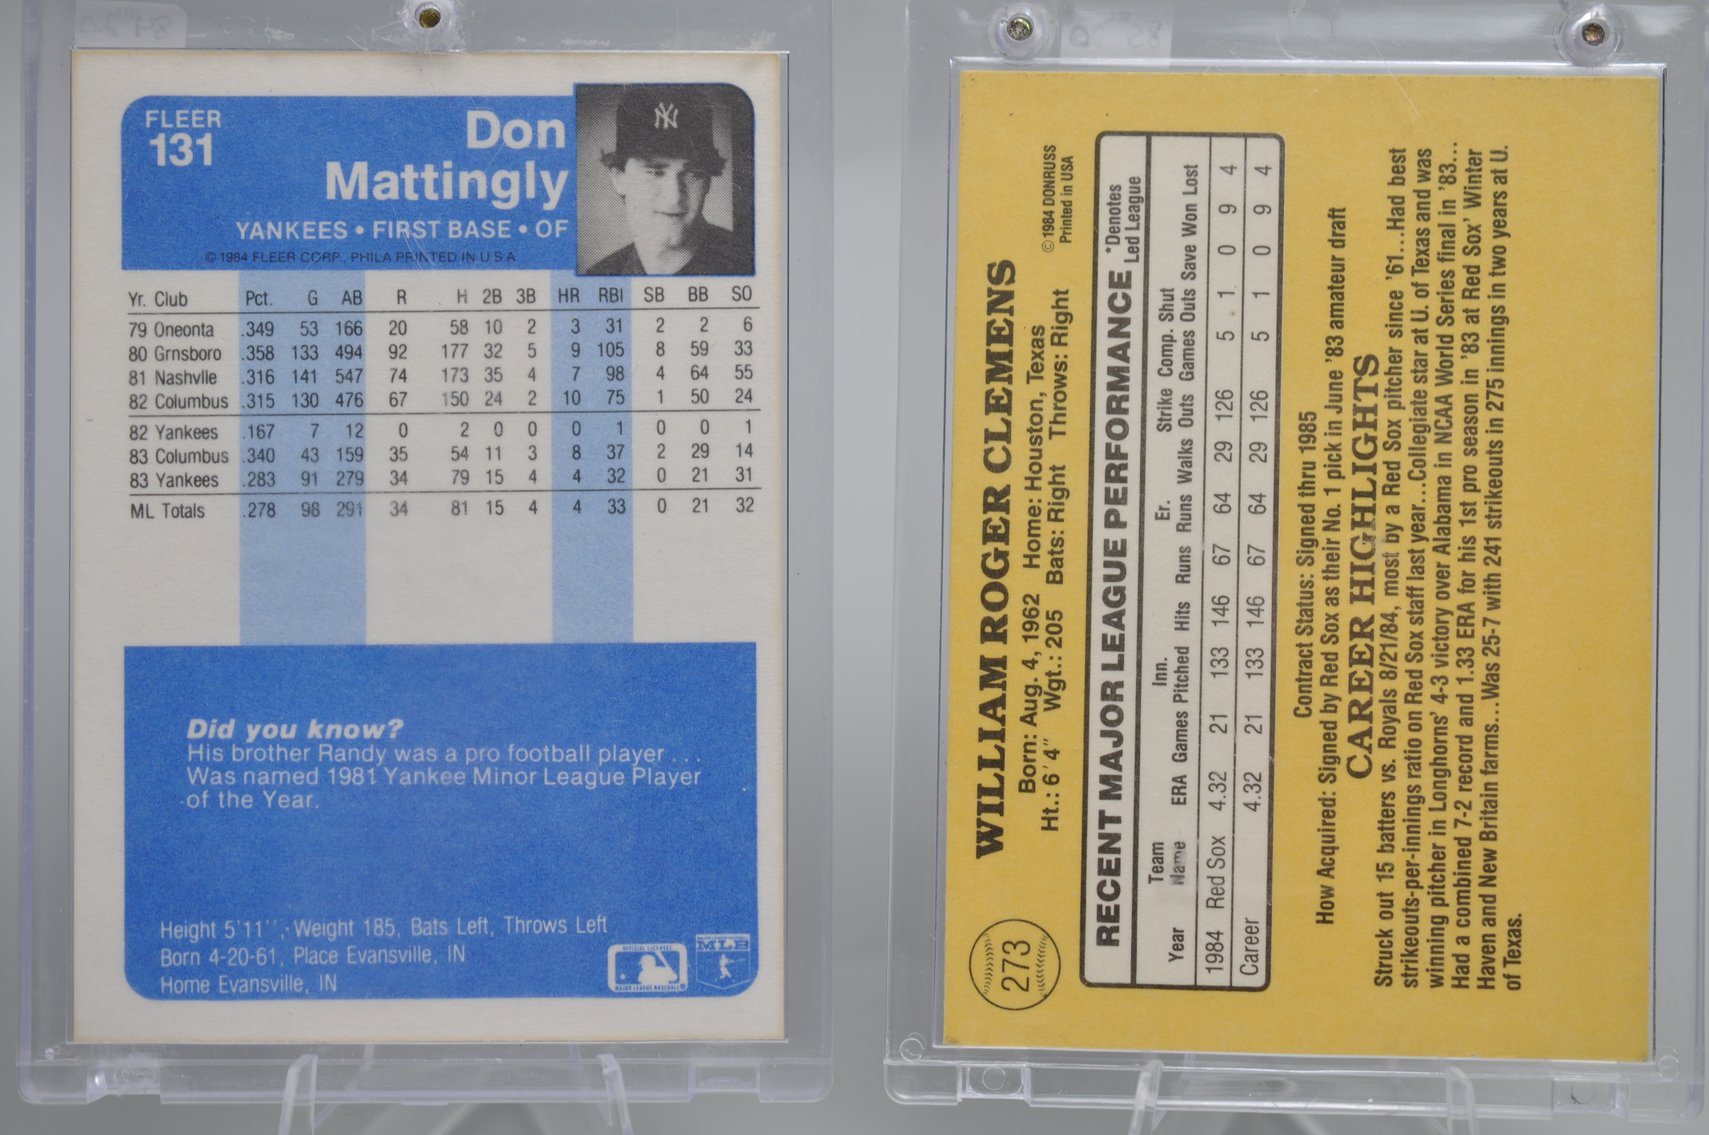 FLEER
131
Don
Mattingly
YANKEES • FIRST BASE • OF
© 1984 FLEER CORP. PHILA PRINTED IN U S A
Yr. Club Pct. G AB R H 2B 3B HR RBI SB BB SO
79 Oneonta .349 53 166 20 58 10 2 3 31 2 2 6
80 Grnsboro .358 133 494 92 177 32 5 9 105 8 59 33
81 Nashvlle .316 141 547 74 173 35 4 7 98 4 64 55
82 Columbus .315 130 476 67 150 24 2 10 75 1 50 24
82 Yankees .167 7 12 0 2 0 0 0 1 0 0 1
83 Columbus .340 43 159 35 54 11 3 8 37 2 29 14
83 Yankees .283 91 279 34 79 15 4 4 32 0 21 31
ML Totals .278 98 291 34 81 15 4 4 33 0 21 32
Did you know?
His brother Randy was a pro football player . . .
Was named 1981 Yankee Minor League Player
of the Year.
Height 5'11'', Weight 185, Bats Left, Throws Left
Born 4-20-61, Place Evansville, IN
Home Evansville, IN
MLB
273
WILLIAM ROGER CLEMENS
© 1984 DONRUSS
Printed in USA
Born: Aug. 4, 1962 Home: Houston, Texas
Ht.: 6'4" Wgt.: 205 Bats: Right Throws: Right
RECENT MAJOR LEAGUE PERFORMANCE
*Denotes
Led League
Team Inn. Er. Strike Comp. Shut
Year Name ERA Games Pitched Hits Runs Runs Walks Outs Games Outs Save Won Lost
1984 Red Sox 4.32 21 133 146 67 64 29 126 5 1 0 9 4
Career 4.32 21 133 146 67 64 29 126 5 1 0 9 4
Contract Status: Signed thru 1985
How Acquired: Signed by Red Sox as their No. 1 pick in June '83 amateur draft
CAREER HIGHLIGHTS
Struck out 15 batters vs. Royals 8/21/84, most by a Red Sox pitcher since '61...Had best
strikeouts-per-innings ratio on Red Sox staff last year...Collegiate star at U. of Texas and was
winning pitcher in Longhorns' 4-3 victory over Alabama in NCAA World Series final in '83...
Had a combined 7-2 record and 1.33 ERA for his 1st pro season in '83 at Red Sox' Winter
Haven and New Britain farms...Was 25-7 with 241 strikeouts in 275 innings in two years at U.
of Texas.